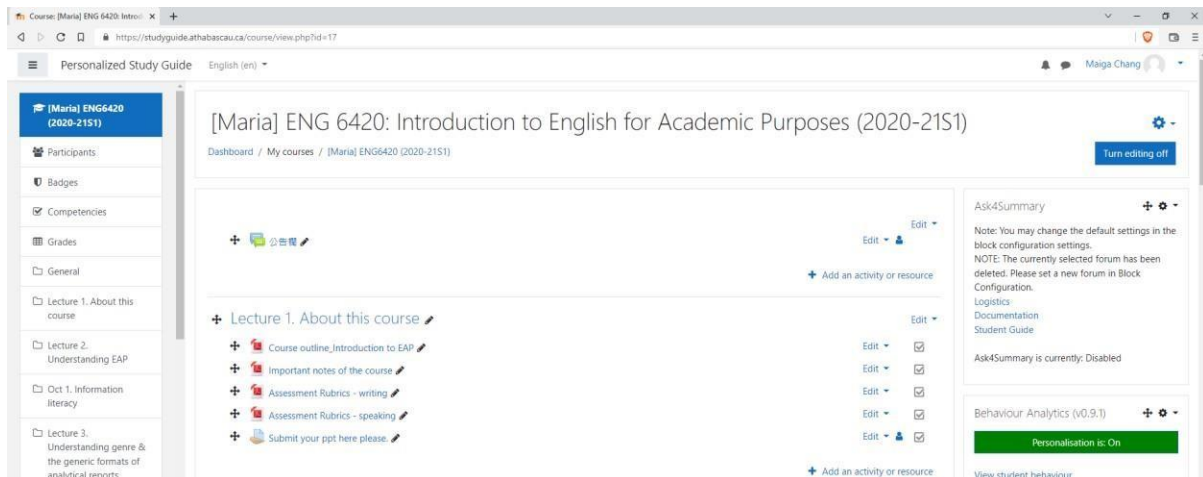 Course: [Maria] ENG 6420: Introd
https://studyguide.athabascau.ca/course/view.php?id=17
Personalized Study Guide English (en)
Maiga Chang
[Maria] ENG6420
(2020-21S1)
Participants
Badges
Competencies
Grades
General
Lecture 1. About this
course
Lecture 2.
Understanding EAP
Oct 1. Information
literacy
Lecture 3.
Understanding genre &
the generic formats of
analytical reports
[Maria] ENG 6420: Introduction to English for Academic Purposes (2020-21S1)
Dashboard / My courses / [Maria] ENG6420 (2020-21S1)
Turn editing off
Edit
公告欄 Edit
Add an activity or resource
Lecture 1. About this course Edit
Course outline_Introduction to EAP Edit
Important notes of the course Edit
Assessment Rubrics - writing Edit
Assessment Rubrics - speaking Edit
Submit your ppt here please. Edit
Add an activity or resource
Ask4Summary
Note: You may change the default settings in the
block configuration settings.
NOTE: The currently selected forum has been
deleted. Please set a new forum in Block
Configuration.
Logistics
Documentation
Student Guide
Ask4Summary is currently: Disabled
Behaviour Analytics (v0.9.1)
Personalisation is: On
View student behaviour